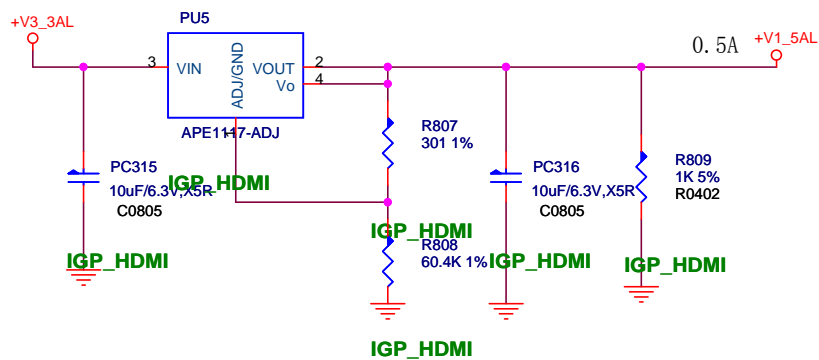 PU5
+V3_3AL
0.5A
+V1_5AL
3
VIN
ADJ/GND
VOUT
2
Vo
4
APE1117-ADJ
1
R807
301 1%
PC315
10uF/6.3V,X5R
C0805
IGP_HDMI
PC316
10uF/6.3V,X5R
C0805
R809
1K 5%
R0402
IGP_HDMI
R808
60.4K 1%
IGP_HDMI
IGP_HDMI
IGP_HDMI
IGP_HDMI